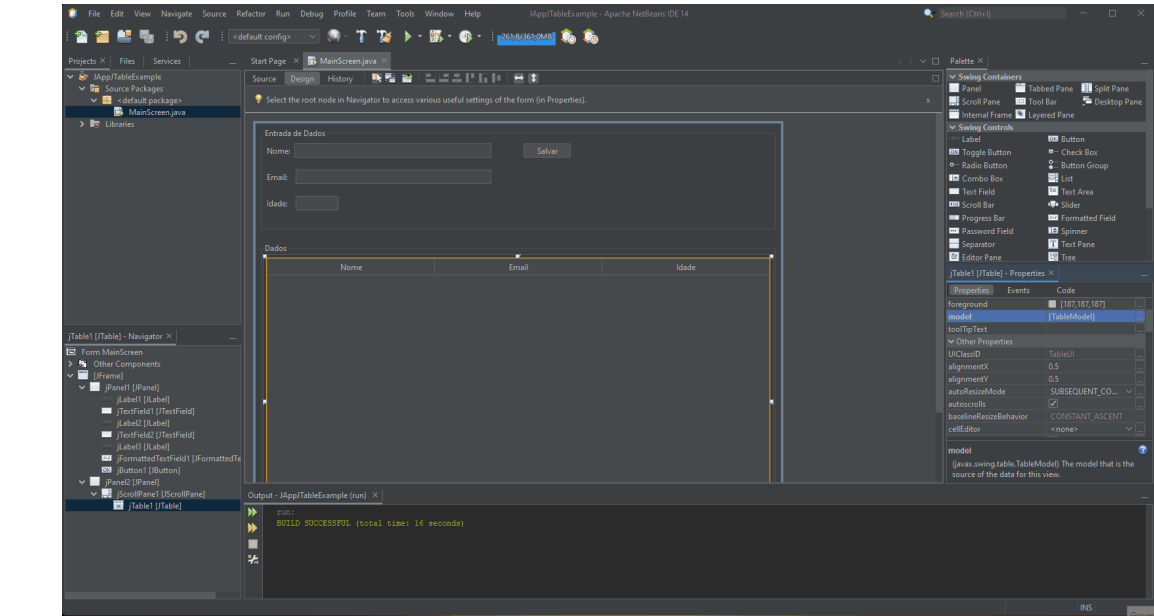 File Edit View Navigate Source Refactor Run Debug Profile Team Tools Window Help JAppJTableExample - Apache NetBeans IDE 14 Search (Ctrl+I)
<default config> 261.8/361.0MB
Projects × Files Services
JAppJTableExample
Source Packages
<default package>
MainScreen.java
Libraries
jTable1 [JTable] - Navigator ×
Form MainScreen
Other Components
[JFrame]
jPanel1 [JPanel]
jLabel1 [JLabel]
jTextField1 [JTextField]
jLabel2 [JLabel]
jTextField2 [JTextField]
jLabel3 [JLabel]
jFormattedTextField1 [JFormattedTe
jButton1 [JButton]
jPanel2 [JPanel]
jScrollPane1 [JScrollPane]
jTable1 [JTable]
Start Page × MainScreen.java ×
Source Design History
Select the root node in Navigator to access various useful settings of the form (in Properties). x
Entrada de Dados
Nome: Salvar
Email:
Idade:
Dados
Nome Email Idade
Output - JAppJTableExample (run) ×
run:
BUILD SUCCESSFUL (total time: 16 seconds)
Palette ×
Swing Containers
Panel Tabbed Pane Split Pane
Scroll Pane Tool Bar Desktop Pane
Internal Frame Layered Pane
Swing Controls
Label Button
Toggle Button Check Box
Radio Button Button Group
Combo Box List
Text Field Text Area
Scroll Bar Slider
Progress Bar Formatted Field
Password Field Spinner
Separator Text Pane
Editor Pane Tree
jTable1 [JTable] - Properties ×
Properties Events Code
foreground [187,187,187] ...
model [TableModel] ...
toolTipText ...
Other Properties
UIClassID TableUI ...
alignmentX 0.5 ...
alignmentY 0.5 ...
autoResizeMode SUBSEQUENT_CO... ...
autoscrolls ...
baselineResizeBehavior CONSTANT_ASCENT
cellEditor <none> ...
model
(javax.swing.table.TableModel) The model that is the
source of the data for this view.
INS